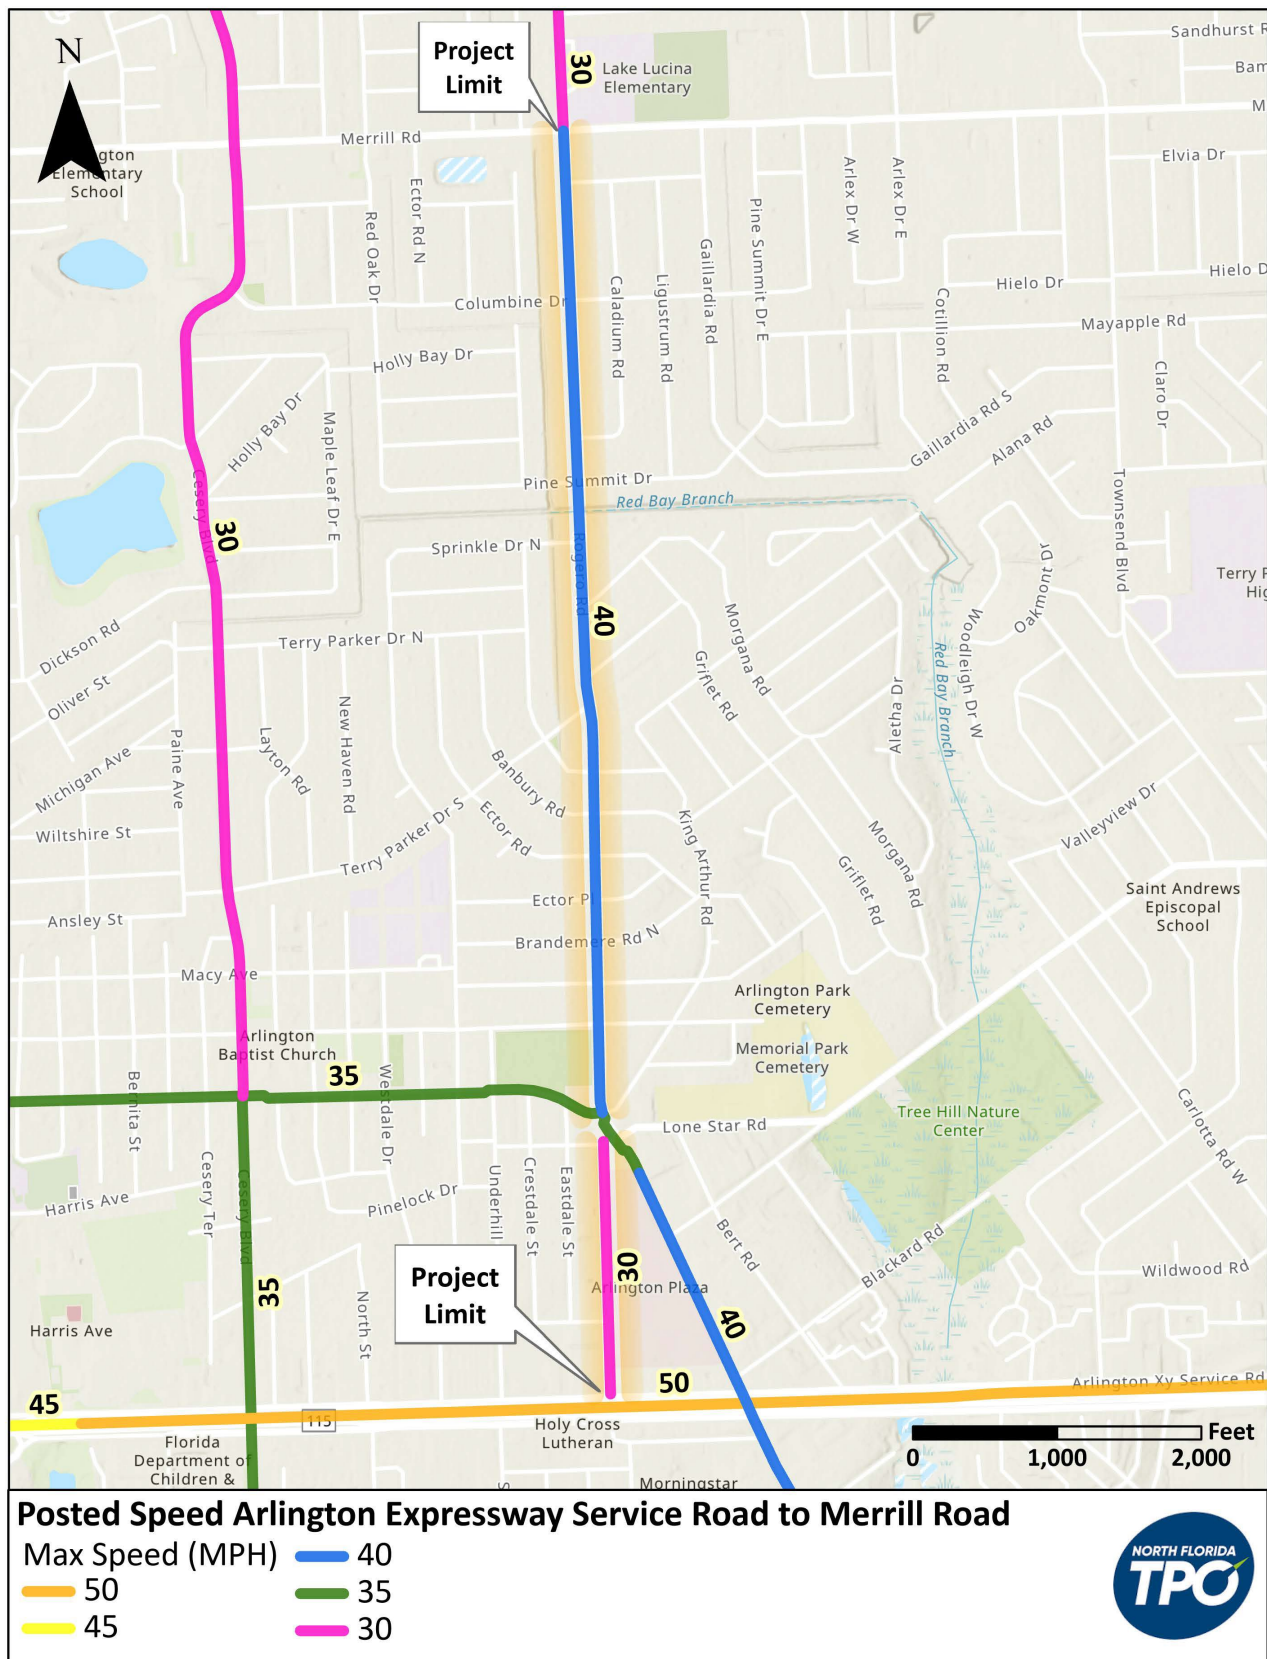 N
Project
Limit
30
Lake Lucina
Elementary
Sandhurst
Merrill Rd
Elementary
School
Elvia Dr
Ector Rd N
Red Oak Dr
Arlex Dr W
Arlex Dr E
Pine Summit Dr E
Gaillardia Rd
Ligustrum Rd
Caladium Rd
Columbine Dr
Hielo Dr
Hielo D
Cotillion Rd
Mayapple Rd
Holly Bay Dr
Claro Dr
Holly Bay Dr
Maple Leaf Dr E
Gaillardia Rd S
Alana Rd
Pine Summit Dr
Red Bay Branch
Townsend Blvd
Cesery Blvd
30
Sprinkle Dr N
Rogero Rd
Oakmont Dr
Terry
40
Woodleigh Dr W
Dickson Rd
Terry Parker Dr N
Morgana Rd
Griflet Rd
Red Bay Branch
Oliver St
Aletha Dr
New Haven Rd
Layton Rd
Paine Ave
Michigan Ave
Banbury Rd
Ector Rd
Valleyview Dr
Wiltshire St
Terry Parker Dr S
King Arthur Rd
Morgana Rd
Griflet Rd
Ector Pl
Saint Andrews
Episcopal
School
Ansley St
Brandemere Rd N
Macy Ave
Arlington Park
Cemetery
Arlington
Baptist Church
Memorial Park
Cemetery
35
Bernita St
Westdale Dr
Lone Star Rd
Tree Hill Nature
Center
Carlotta Rd W
Cesery Ter
Cesery Blvd
Harris Ave
Pinelock Dr
Underhill
Crestdale St
Eastdale St
Bert Rd
Blackard Rd
Wildwood Rd
35
Project
Limit
30
Arlington Plaza
Harris Ave
North St
40
50
Arlington Xy Service Rd
45
115
Holy Cross
Lutheran
Florida
Department of
Children &
Morningstar
Feet
0 1,000 2,000
Posted Speed Arlington Expressway Service Road to Merrill Road
Max Speed (MPH)
50
45
40
35
30
NORTH FLORIDA
TPO